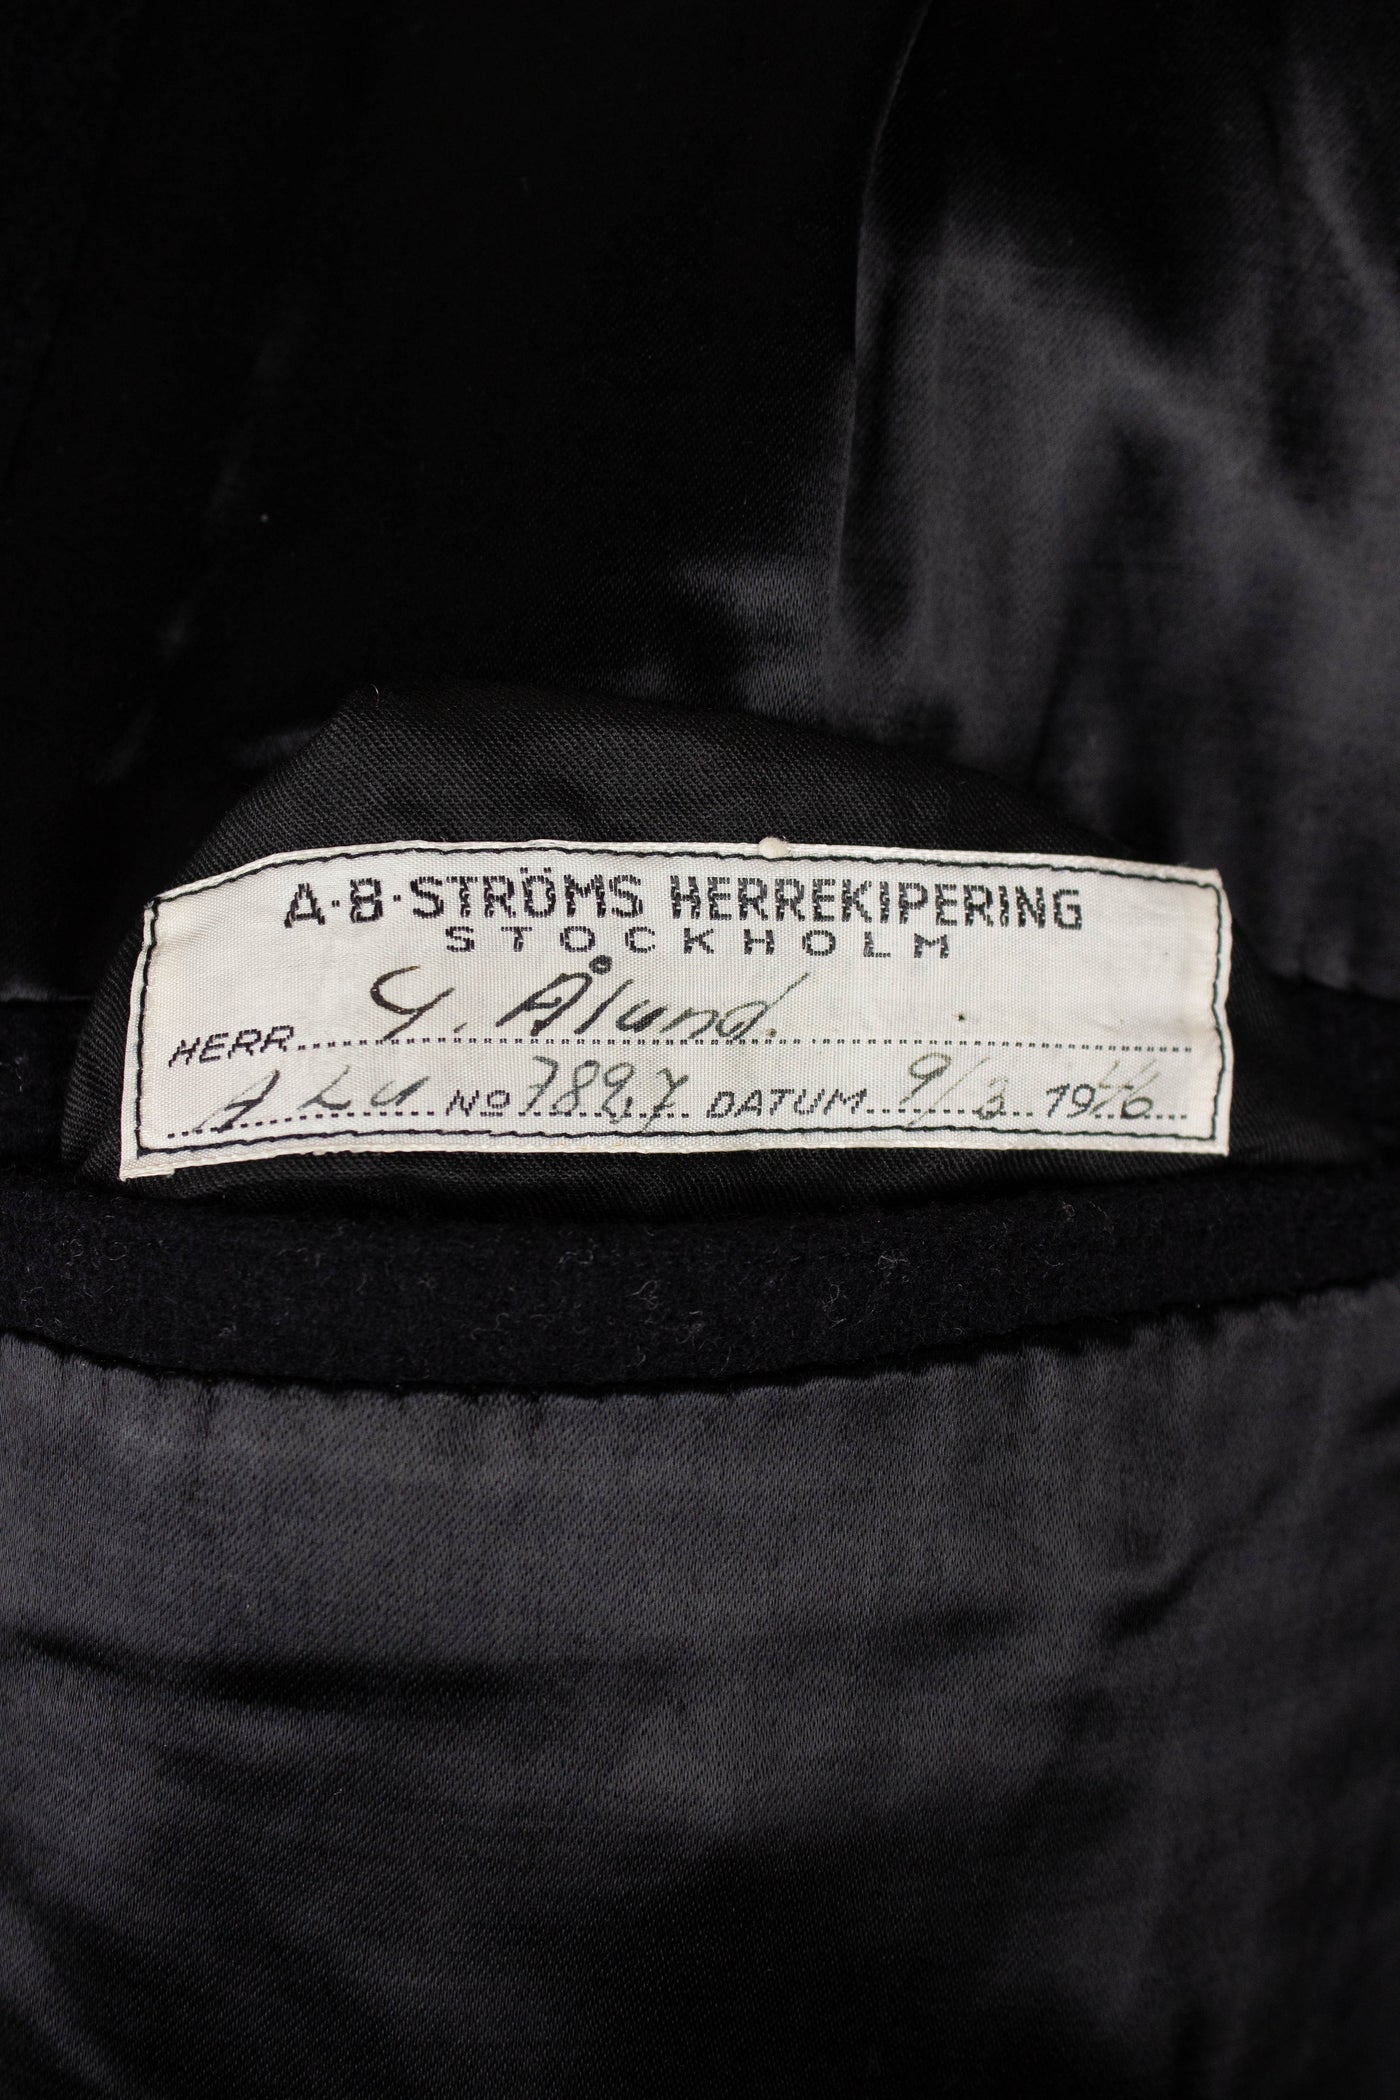 A·B·STRÖMS HERREKIPERING
STOCKHOLM
HERR G. Ålund.
No 7897 DATUM 9/3 1946